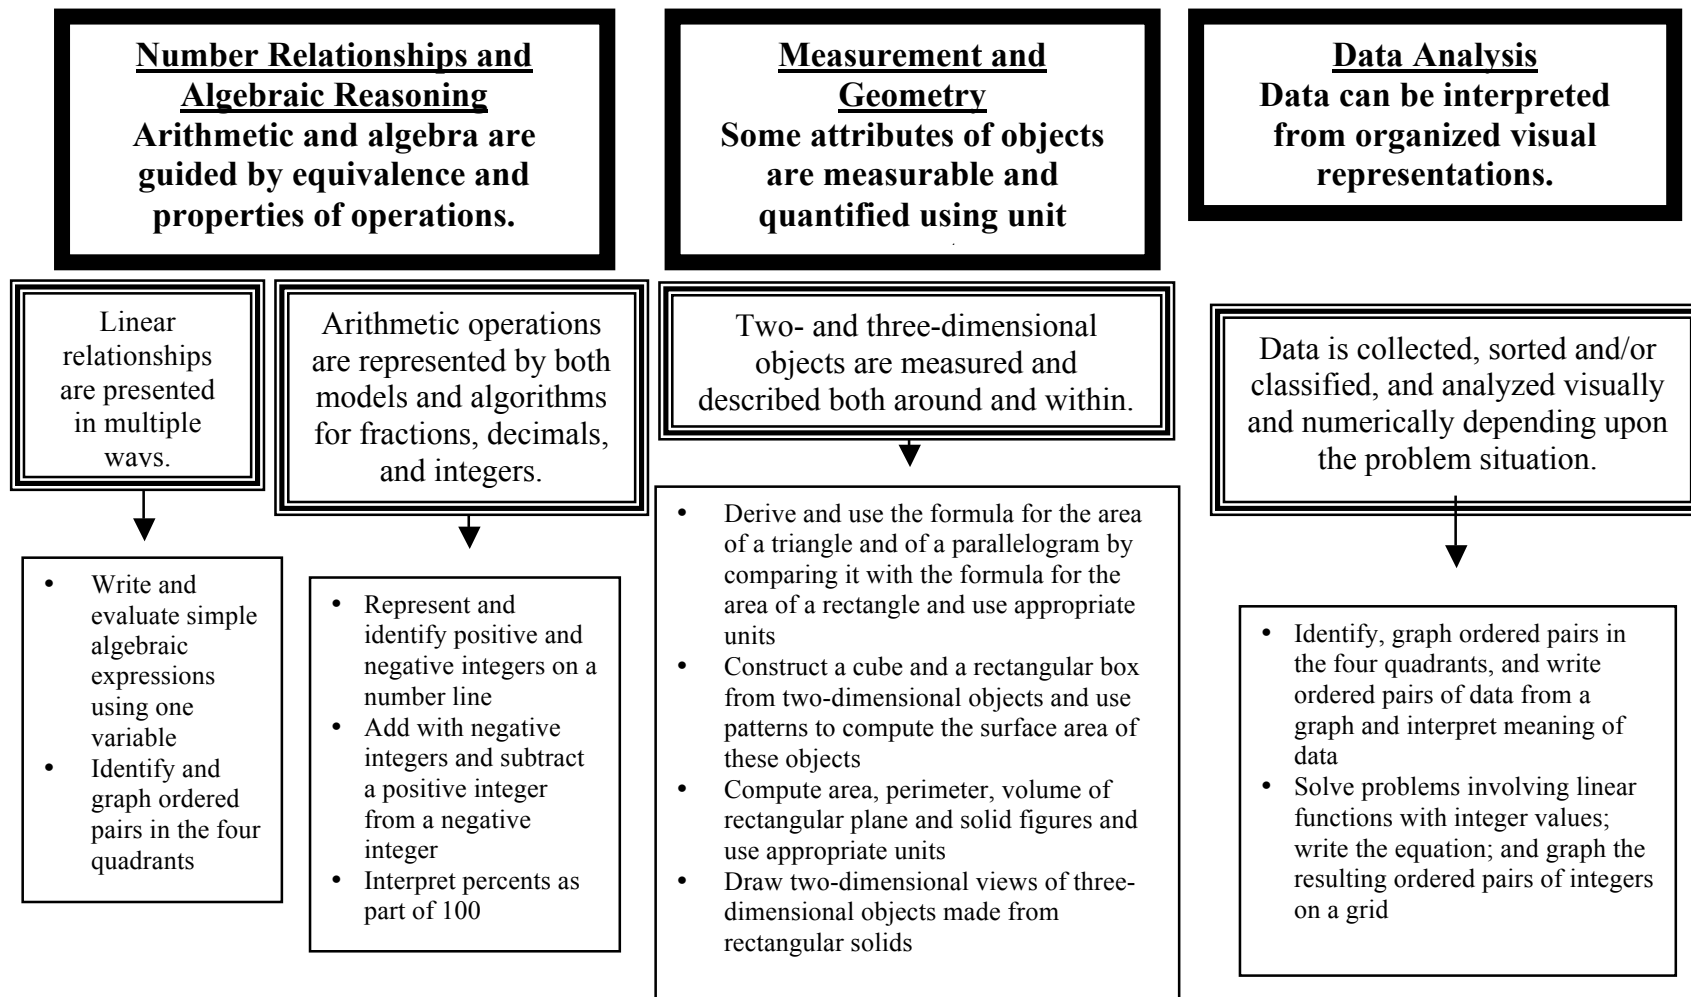 Number Relationships and
Algebraic Reasoning
Arithmetic and algebra are
guided by equivalence and
properties of operations.
Measurement and
Geometry
Some attributes of objects
are measurable and
quantified using unit
Data Analysis
Data can be interpreted
from organized visual
representations.
Linear
relationships
are presented
in multiple
ways.
Arithmetic operations
are represented by both
models and algorithms
for fractions, decimals,
and integers.
Two- and three-dimensional
objects are measured and
described both around and within.
Data is collected, sorted and/or
classified, and analyzed visually
and numerically depending upon
the problem situation.
• Write and
evaluate simple
algebraic
expressions
using one
variable
• Identify and
graph ordered
pairs in the four
quadrants
• Represent and
identify positive and
negative integers on a
number line
• Add with negative
integers and subtract
a positive integer
from a negative
integer
• Interpret percents as
part of 100
• Derive and use the formula for the area
of a triangle and of a parallelogram by
comparing it with the formula for the
area of a rectangle and use appropriate
units
• Construct a cube and a rectangular box
from two-dimensional objects and use
patterns to compute the surface area of
these objects
• Compute area, perimeter, volume of
rectangular plane and solid figures and
use appropriate units
• Draw two-dimensional views of three-
dimensional objects made from
rectangular solids
• Identify, graph ordered pairs in
the four quadrants, and write
ordered pairs of data from a
graph and interpret meaning of
data
• Solve problems involving linear
functions with integer values;
write the equation; and graph the
resulting ordered pairs of integers
on a grid